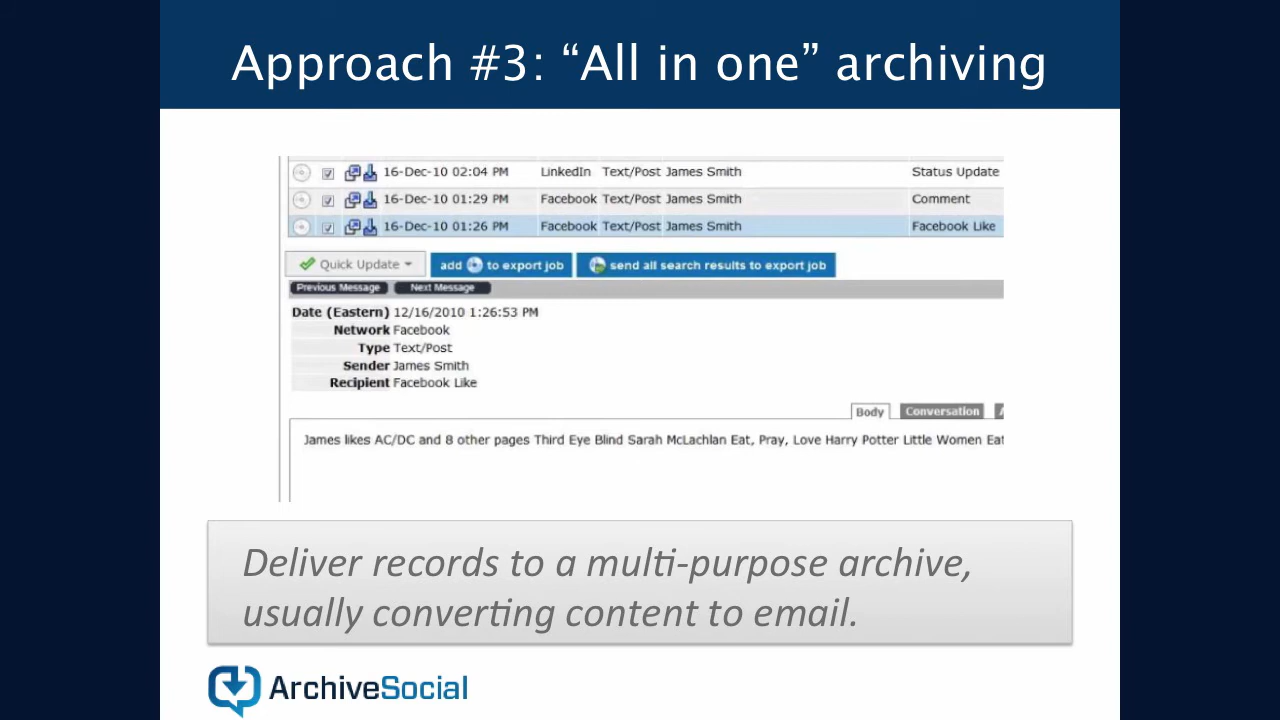 Approach #3: “All in one” archiving
16-Dec-10 02:04 PM LinkedIn Text/Post James Smith Status Update
16-Dec-10 01:29 PM Facebook Text/Post James Smith Comment
16-Dec-10 01:26 PM Facebook Text/Post James Smith Facebook Like
Quick Update add to export job send all search results to export job
Previous Message Next Message
Date (Eastern) 12/16/2010 1:26:53 PM
Network Facebook
Type Text/Post
Sender James Smith
Recipient Facebook Like
Body Conversation
James likes AC/DC and 8 other pages Third Eye Blind Sarah McLachlan Eat, Pray, Love Harry Potter Little Women Eat
Deliver records to a multi-purpose archive,
usually converting content to email.
ArchiveSocial